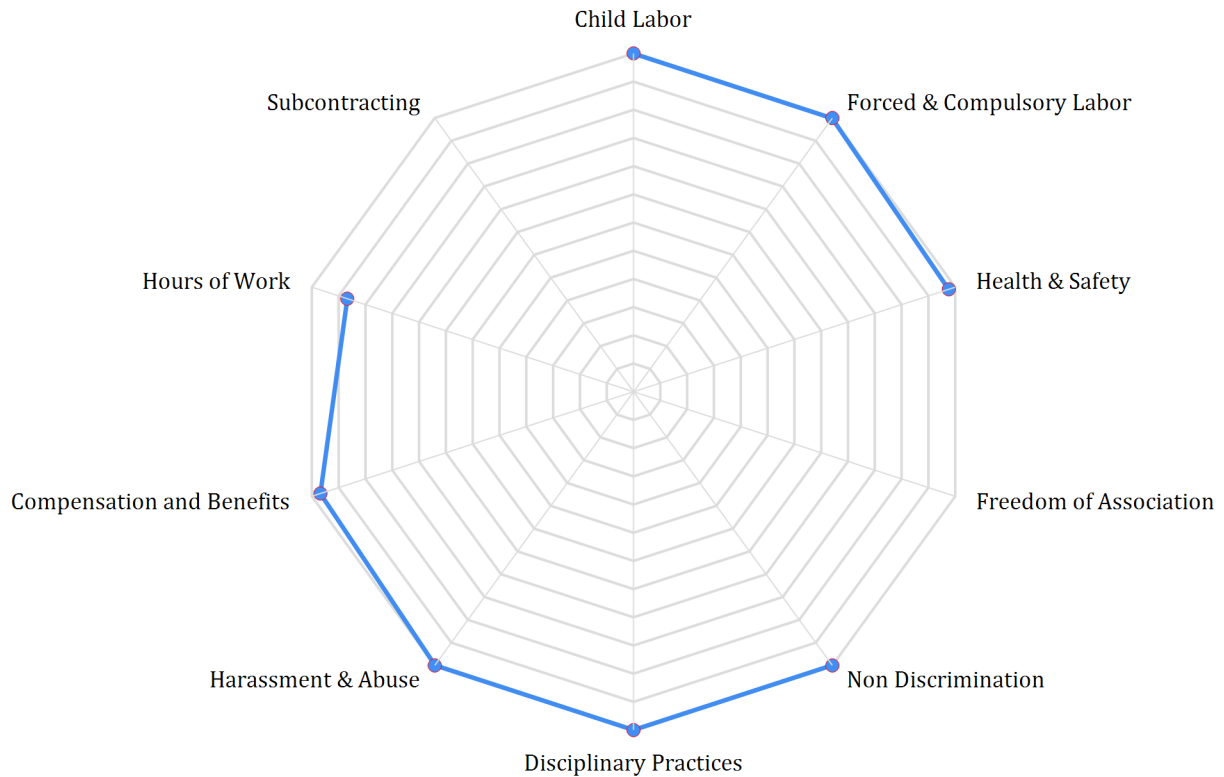 Child Labor
Subcontracting
Forced & Compulsory Labor
Hours of Work
Health & Safety
Compensation and Benefits
Freedom of Association
Harassment & Abuse
Non Discrimination
Disciplinary Practices